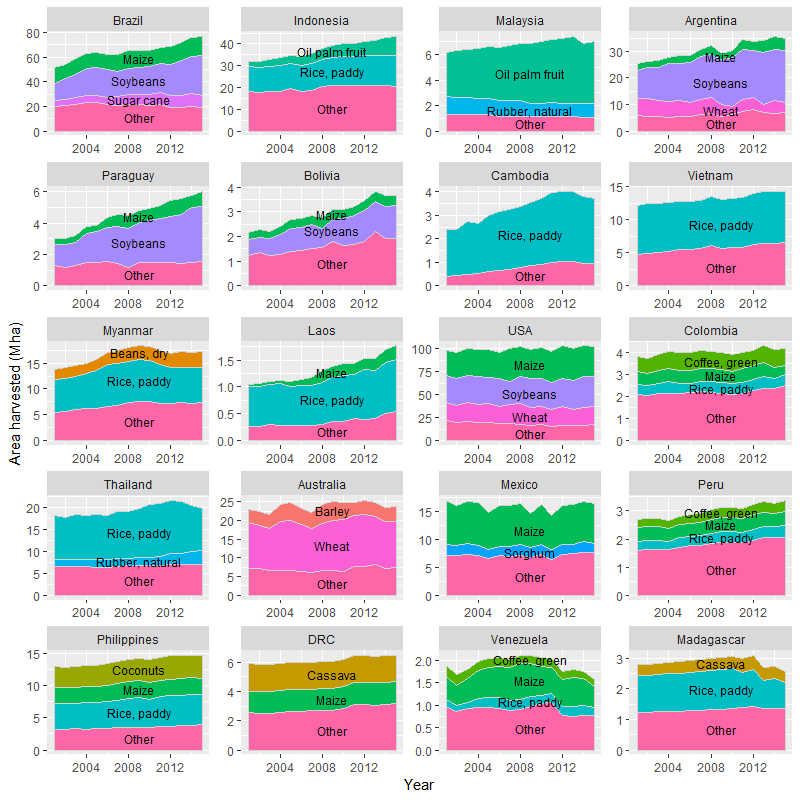 Area harvested (Mha)
Brazil
Indonesia
Malaysia
Argentina
80
60
40
20
0
Maize
Soybeans
Sugar cane
Other
2004 2008 2012
40
30
20
10
0
Oil palm fruit
Rice, paddy
Other
2004 2008 2012
6
4
2
0
Oil palm fruit
Rubber, natural
Other
2004 2008 2012
30
20
10
0
Maize
Soybeans
Wheat
Other
2004 2008 2012
Paraguay
Bolivia
Cambodia
Vietnam
6
4
2
0
Maize
Soybeans
Other
2004 2008 2012
4
3
2
1
0
Maize
Soybeans
Other
2004 2008 2012
4
3
2
1
0
Rice, paddy
Other
2004 2008 2012
15
10
5
0
Rice, paddy
Other
2004 2008 2012
Myanmar
Laos
USA
Colombia
15
10
5
0
Beans, dry
Rice, paddy
Other
2004 2008 2012
1.5
1.0
0.5
0.0
Maize
Rice, paddy
Other
2004 2008 2012
100
75
50
25
0
Maize
Soybeans
Wheat
Other
2004 2008 2012
4
3
2
1
0
Coffee, green
Maize
Rice, paddy
Other
2004 2008 2012
Thailand
Australia
Mexico
Peru
20
15
10
5
0
Rice, paddy
Rubber, natural
Other
2004 2008 2012
25
20
15
10
5
0
Barley
Wheat
Other
2004 2008 2012
15
10
5
0
Maize
Sorghum
Other
2004 2008 2012
3
2
1
0
Coffee, green
Maize
Rice, paddy
Other
2004 2008 2012
Philippines
DRC
Venezuela
Madagascar
15
10
5
0
Coconuts
Maize
Rice, paddy
Other
2004 2008 2012
6
4
2
0
Cassava
Maize
Other
2004 2008 2012
2.0
1.5
1.0
0.5
0.0
Coffee, green
Maize
Rice, paddy
Other
2004 2008 2012
3
2
1
0
Cassava
Rice, paddy
Other
2004 2008 2012
Year